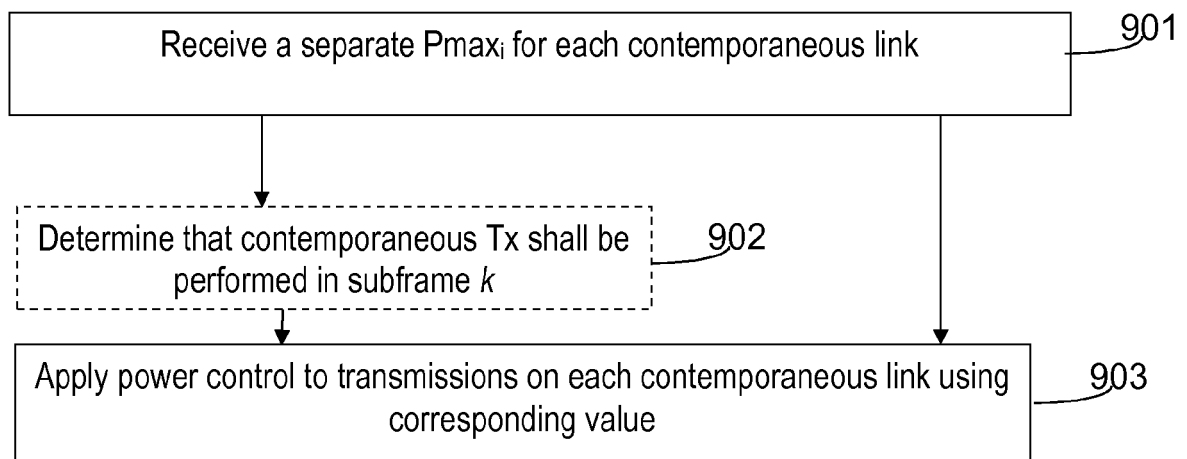 Receive a separate Pmaxᵢ for each contemporaneous link
901
Determine that contemporaneous Tx shall be
performed in subframe k
902
Apply power control to transmissions on each contemporaneous link using
corresponding value
903